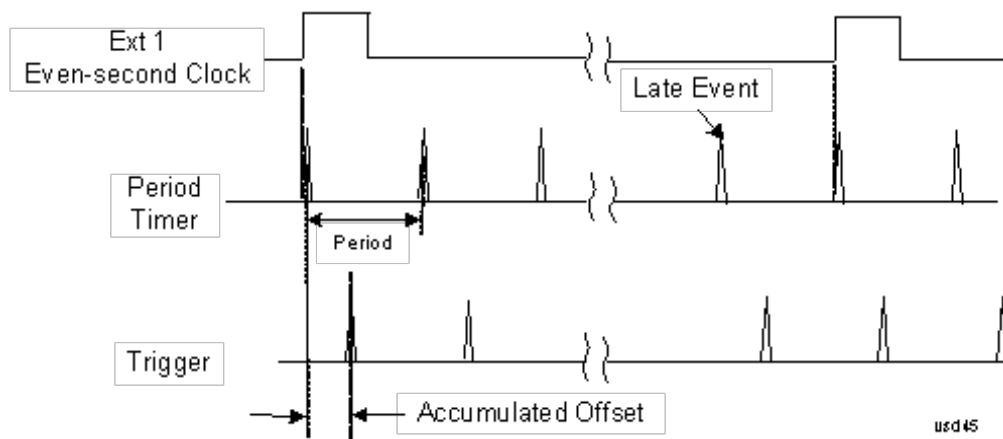 Ext 1
Even-second Clock
Late Event
Period
Timer
Period
Trigger
Accumulated Offset
usd45